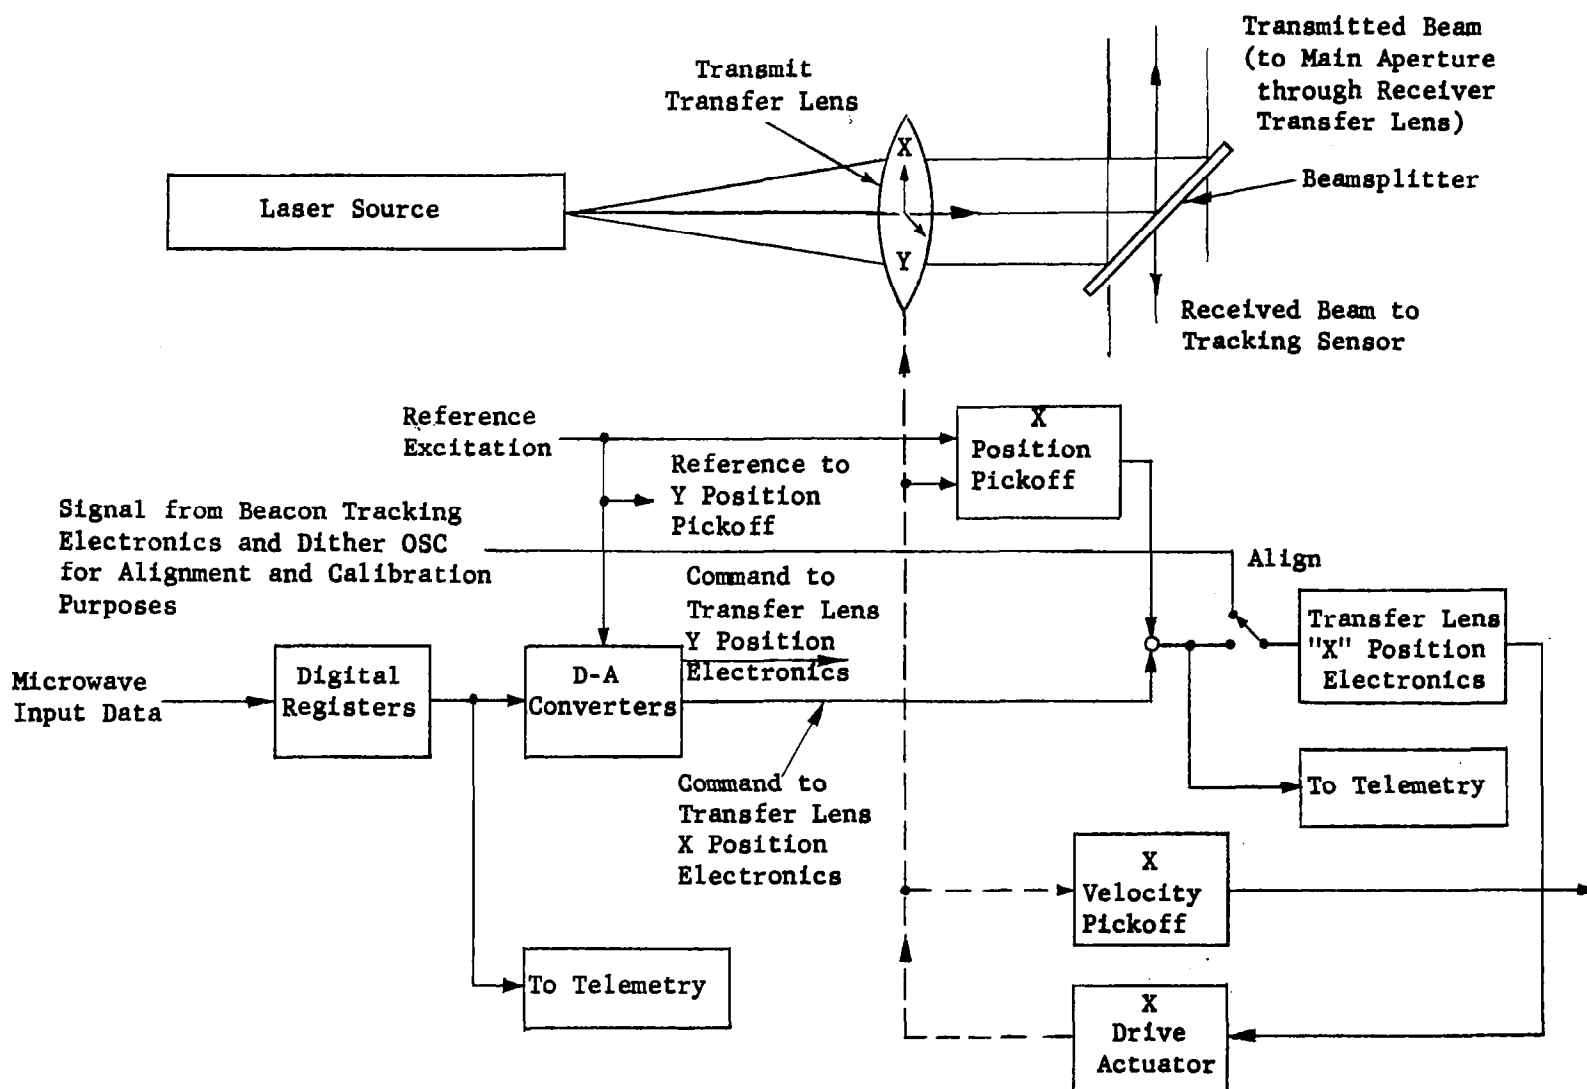 Transmitted Beam
(to Main Aperture
through Receiver
Transfer Lens)
Transmit
Transfer Lens
X
Y
Laser Source
Beamsplitter
Received Beam to
Tracking Sensor
Reference
Excitation
X
Position
Pickoff
Reference to
Y Position
Pickoff
Signal from Beacon Tracking
Electronics and Dither OSC
for Alignment and Calibration
Purposes
Align
Command to
Transfer Lens
Y Position
Electronics
Transfer Lens
"X" Position
Electronics
Microwave
Input Data
Digital
Registers
D-A
Converters
Command to
Transfer Lens
X Position
Electronics
To Telemetry
X
Velocity
Pickoff
To Telemetry
X
Drive
Actuator